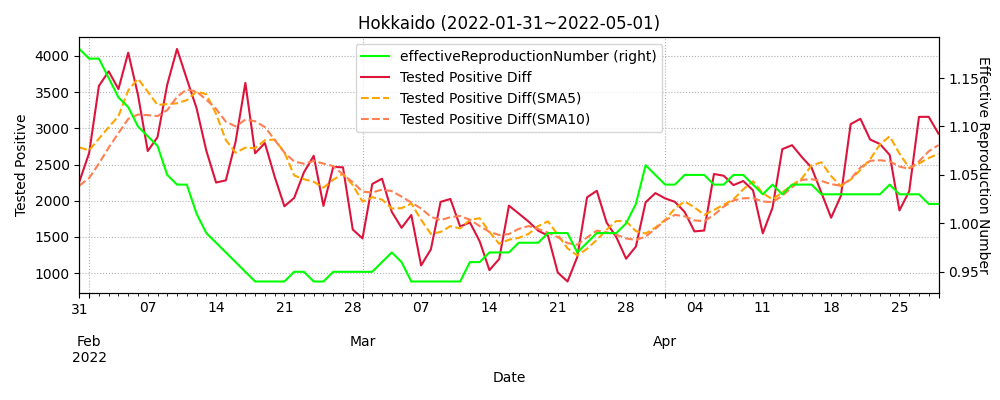 Hokkaido (2022-01-31~2022-05-01)
effectiveReproductionNumber (right)
Tested Positive Diff
Tested Positive Diff(SMA5)
Tested Positive Diff(SMA10)
4000
3500
3000
2500
2000
1500
1000
Tested Positive
1.15
1.10
1.05
1.00
0.95
Effective Reproduction Number
31 07 14 21 28 07 14 21 28 04 11 18 25
Feb Mar Apr
2022
Date